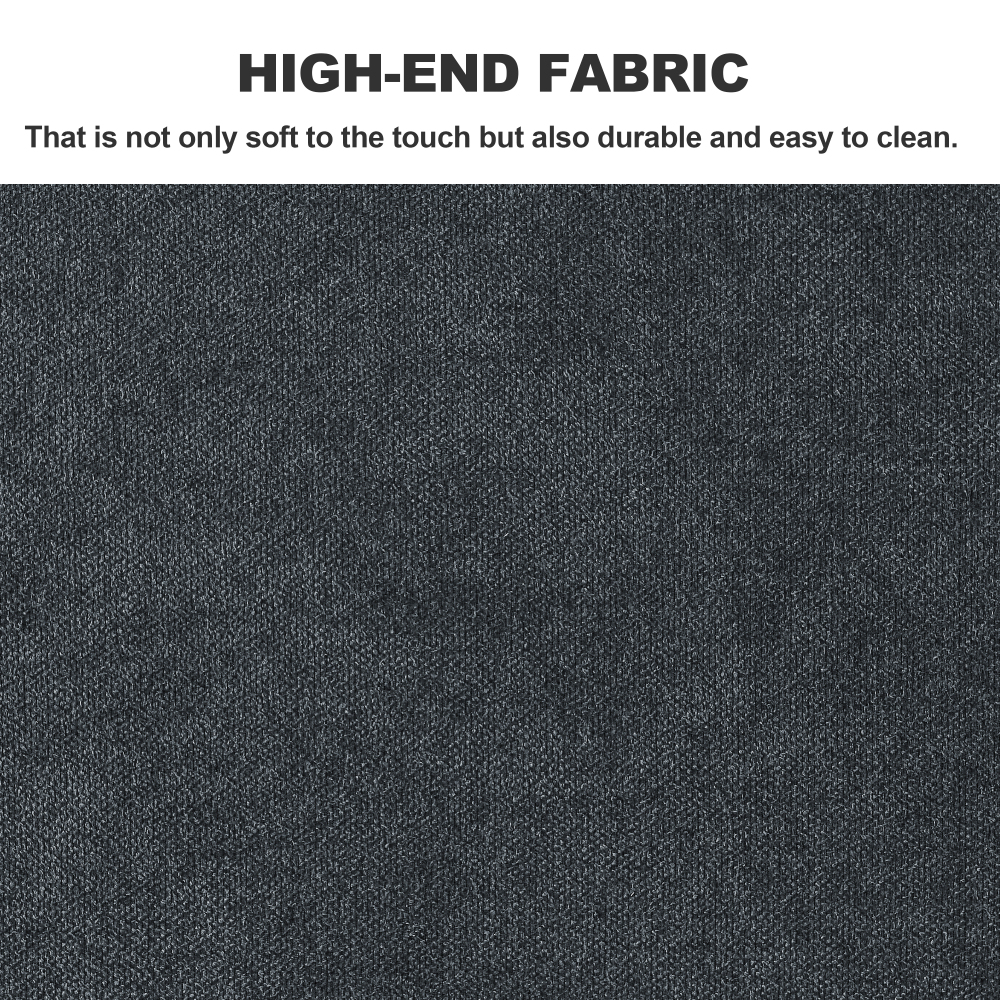 HIGH-END FABRIC
That is not only soft to the touch but also durable and easy to clean.